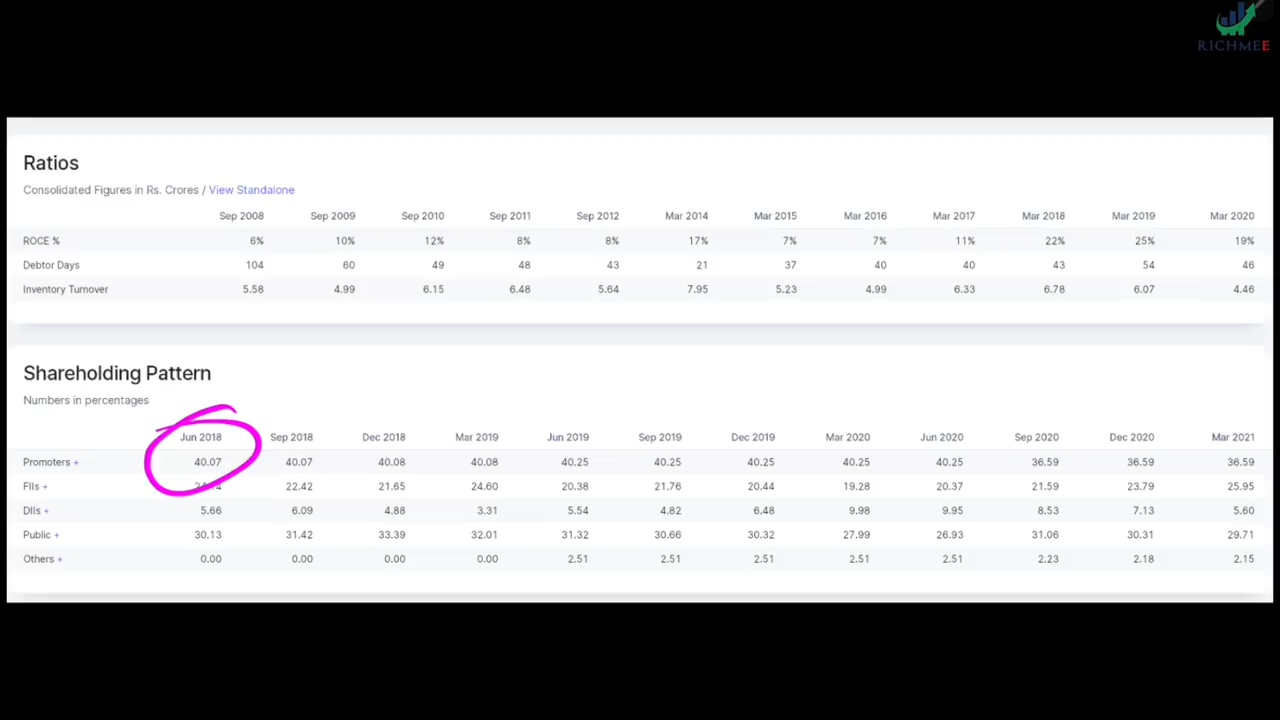 RICHMEE
Ratios
Consolidated Figures in Rs. Crores / View Standalone
Sep 2008 Sep 2009 Sep 2010 Sep 2011 Sep 2012 Mar 2014 Mar 2015 Mar 2016 Mar 2017 Mar 2018 Mar 2019 Mar 2020
ROCE % 6% 10% 12% 8% 8% 17% 7% 7% 11% 22% 25% 19%
Debtor Days 104 60 49 48 43 21 37 40 40 43 54 46
Inventory Turnover 5.58 4.99 6.15 6.48 5.64 7.95 5.23 4.99 6.33 6.78 6.07 4.46
Shareholding Pattern
Numbers in percentages
Jun 2018 Sep 2018 Dec 2018 Mar 2019 Jun 2019 Sep 2019 Dec 2019 Mar 2020 Jun 2020 Sep 2020 Dec 2020 Mar 2021
Promoters + 40.07 40.07 40.08 40.08 40.25 40.25 40.25 40.25 40.25 36.59 36.59 36.59
FIIs + 22.42 21.65 24.60 20.38 21.76 20.44 19.28 20.37 21.59 23.79 25.95
DIIs + 5.66 6.09 4.88 3.31 5.54 4.82 6.48 9.98 9.95 8.53 7.13 5.60
Public + 30.13 31.42 33.39 32.01 31.32 30.66 30.32 27.99 26.93 31.06 30.31 29.71
Others + 0.00 0.00 0.00 0.00 2.51 2.51 2.51 2.51 2.51 2.23 2.18 2.15